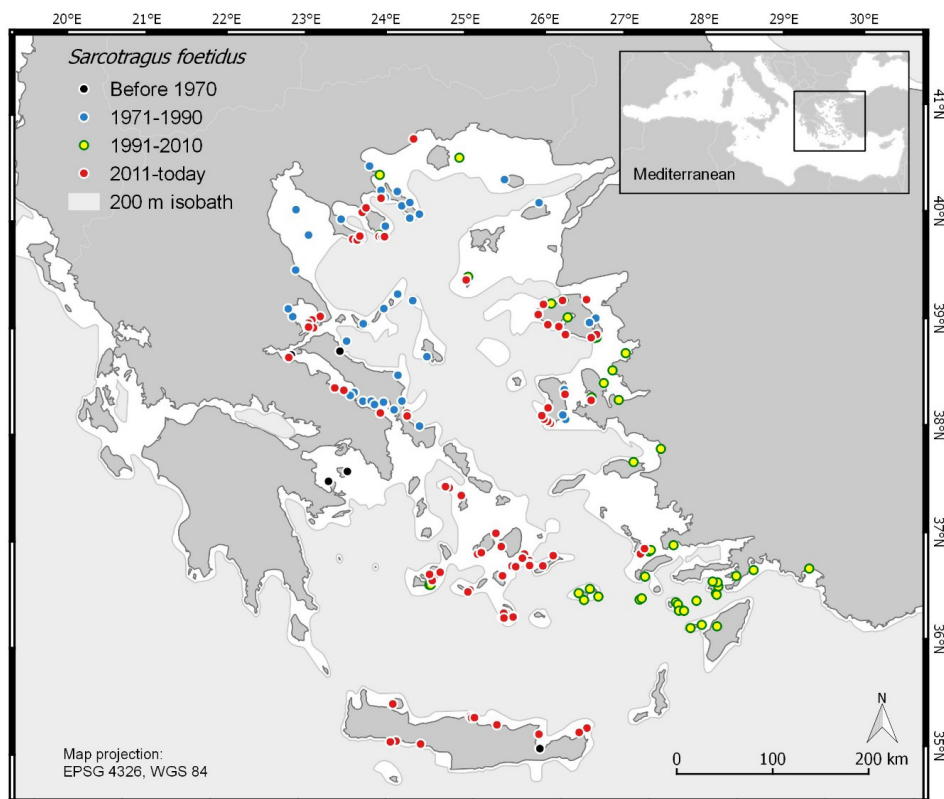 20°E 21°E 22°E 23°E 24°E 25°E 26°E 27°E 28°E 29°E 30°E
Sarcotragus foetidus
Before 1970
1971-1990
1991-2010
2011-today
200 m isobath
Mediterranean
41°N
40°N
39°N
38°N
37°N
36°N
35°N
N
Map projection:
EPSG 4326, WGS 84
0 100 200 km